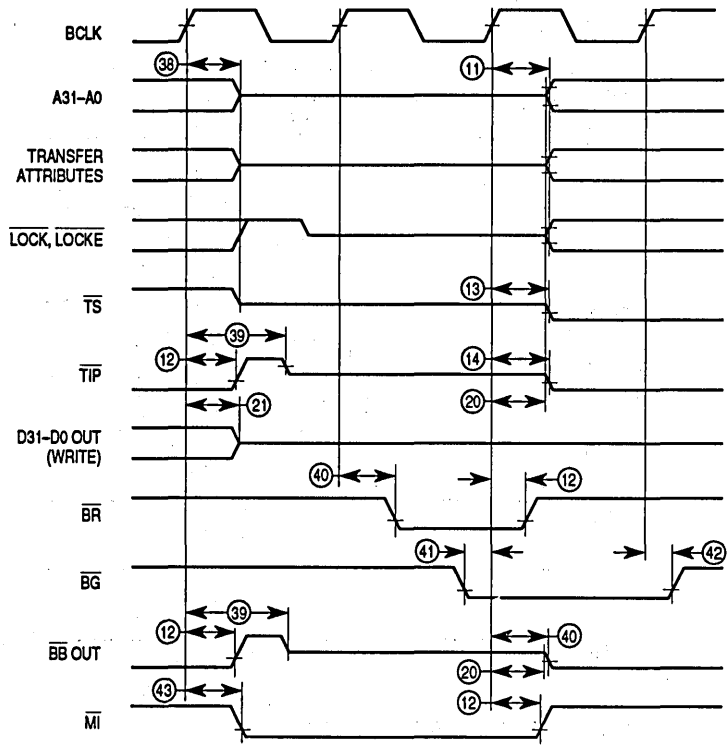 BCLK
38
11
A31–A0
TRANSFER
ATTRIBUTES
LOCK, LOCKE
13
TS
39
12
14
TIP
21
20
D31–D0 OUT
(WRITE)
40
12
BR
41
42
BG
39
12
40
BB OUT
20
43
12
MI